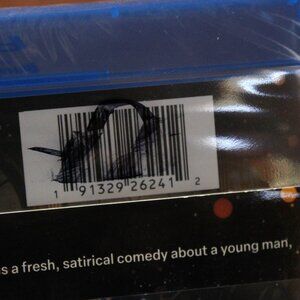 1 91329 26241 2
s a fresh, satirical comedy about a young man,